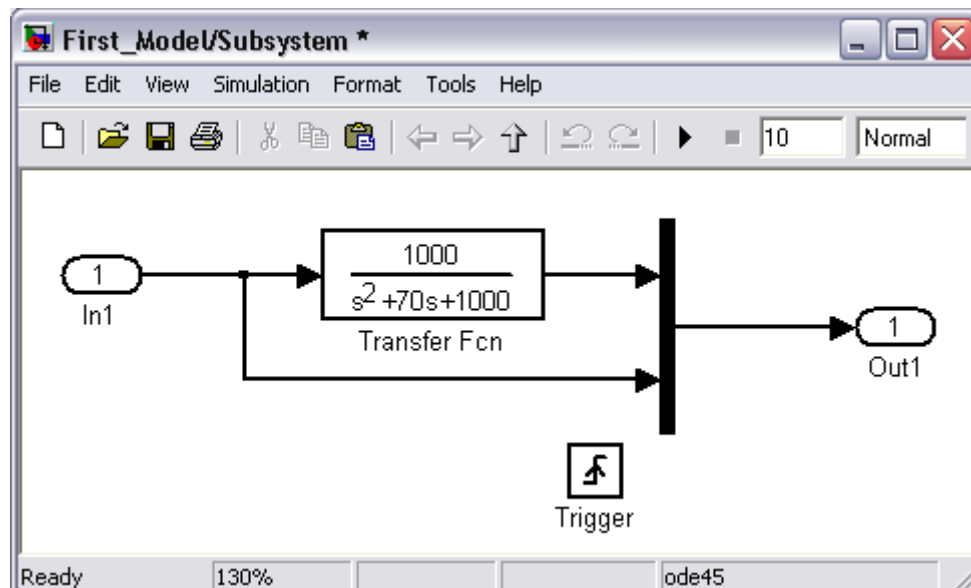 First_Model/Subsystem *
File Edit View Simulation Format Tools Help
10 Normal
1
In1
1000
s²+70s+1000
Transfer Fcn
1
Out1
Trigger
Ready 130% ode45